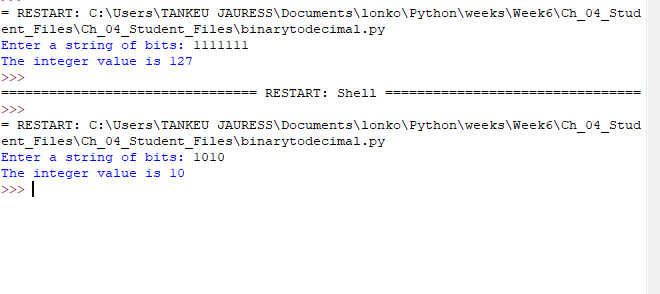 = RESTART: C:\Users\TANKEU JAURESS\Documents\lonko\Python\weeks\Week6\Ch_04_Stud
ent_Files\Ch_04_Student_Files\binarytodecimal.py
Enter a string of bits: 1111111
The integer value is 127
>>>
================================ RESTART: Shell ================================
>>>
= RESTART: C:\Users\TANKEU JAURESS\Documents\lonko\Python\weeks\Week6\Ch_04_Stud
ent_Files\Ch_04_Student_Files\binarytodecimal.py
Enter a string of bits: 1010
The integer value is 10
>>>